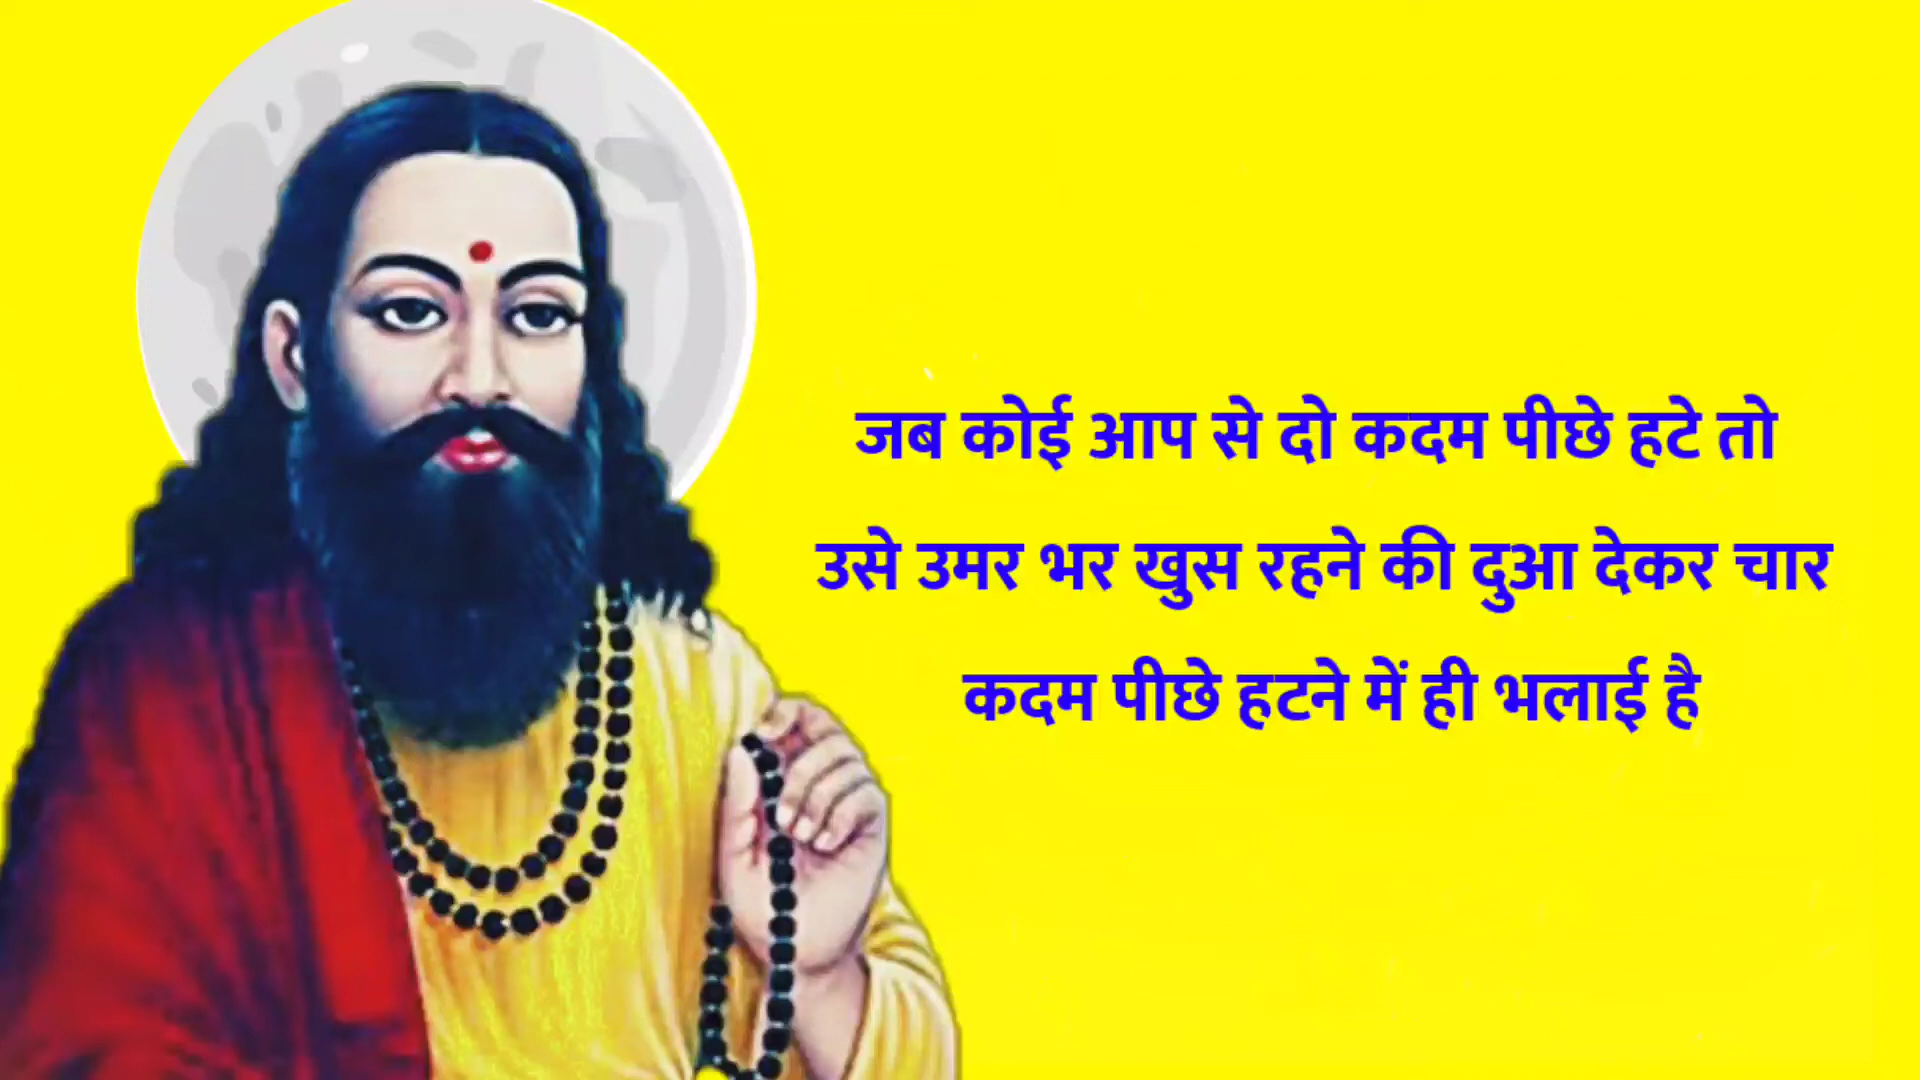 जब कोई आप से दो कदम पीछे हटे तो
उसे उमर भर खुस रहने की दुआ देकर चार
कदम पीछे हटने में ही भलाई है